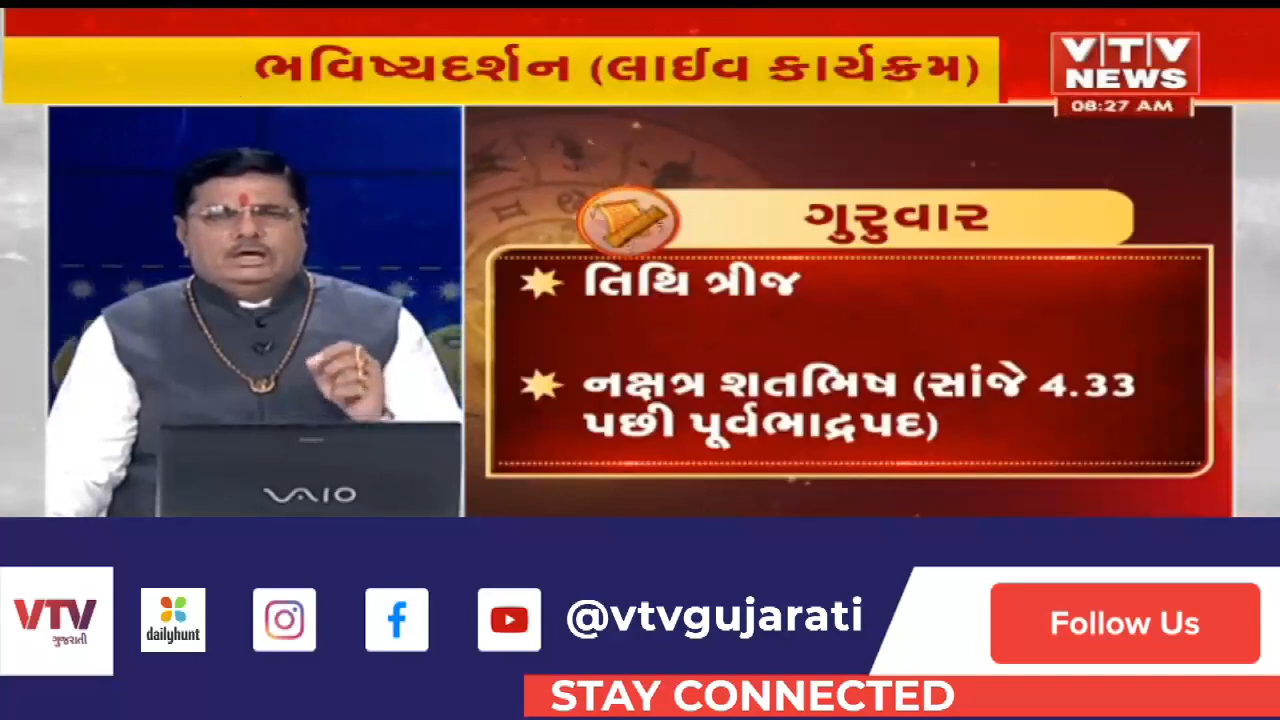 ભવિષ્યદર્શન (લાઈવ કાર્યક્રમ)
VTV
NEWS
08:27 AM
ગુરુવાર
તિથિ ત્રીજ
નક્ષત્ર શતભિષ (સાંજે 4.33
પછી પૂર્વભાદ્રપદ)
VAIO
VTV
ગુજરાતી
dailyhunt
@vtvgujarati
Follow Us
STAY CONNECTED